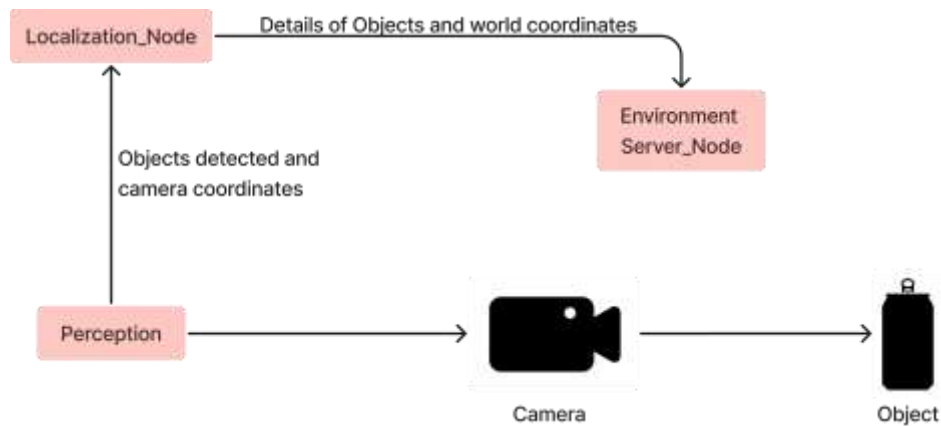 Localization_Node
Details of Objects and world coordinates
Environment
Server_Node
Objects detected and
camera coordinates
Perception
Camera
Object